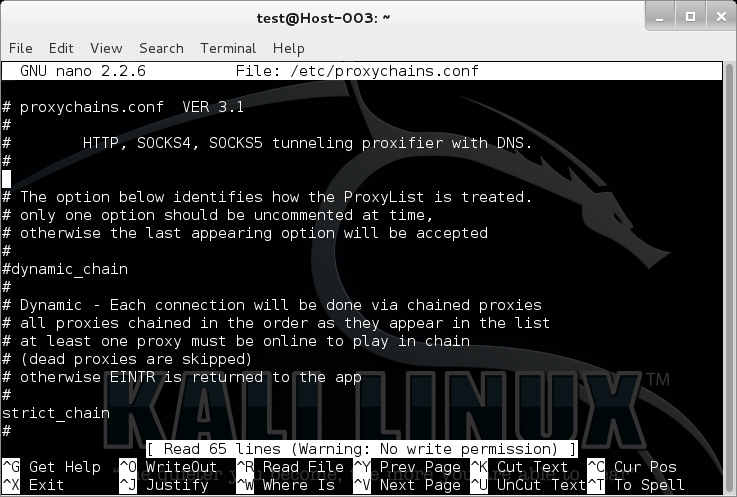 test@Host-003: ~
File Edit View Search Terminal Help
GNU nano 2.2.6 File: /etc/proxychains.conf
# proxychains.conf VER 3.1
#
# HTTP, SOCKS4, SOCKS5 tunneling proxifier with DNS.
#
# The option below identifies how the ProxyList is treated.
# only one option should be uncommented at time,
# otherwise the last appearing option will be accepted
#
#dynamic_chain
#
# Dynamic - Each connection will be done via chained proxies
# all proxies chained in the order as they appear in the list
# at least one proxy must be online to play in chain
# (dead proxies are skipped)
# otherwise EINTR is returned to the app
#
strict_chain
#
KALI LINUX™
[ Read 65 lines (Warning: No write permission) ]
^G Get Help ^O WriteOut ^R Read File ^Y Prev Page ^K Cut Text ^C Cur Pos
^X Exit ^J Justify ^W Where Is ^V Next Page ^U UnCut Text ^T To Spell